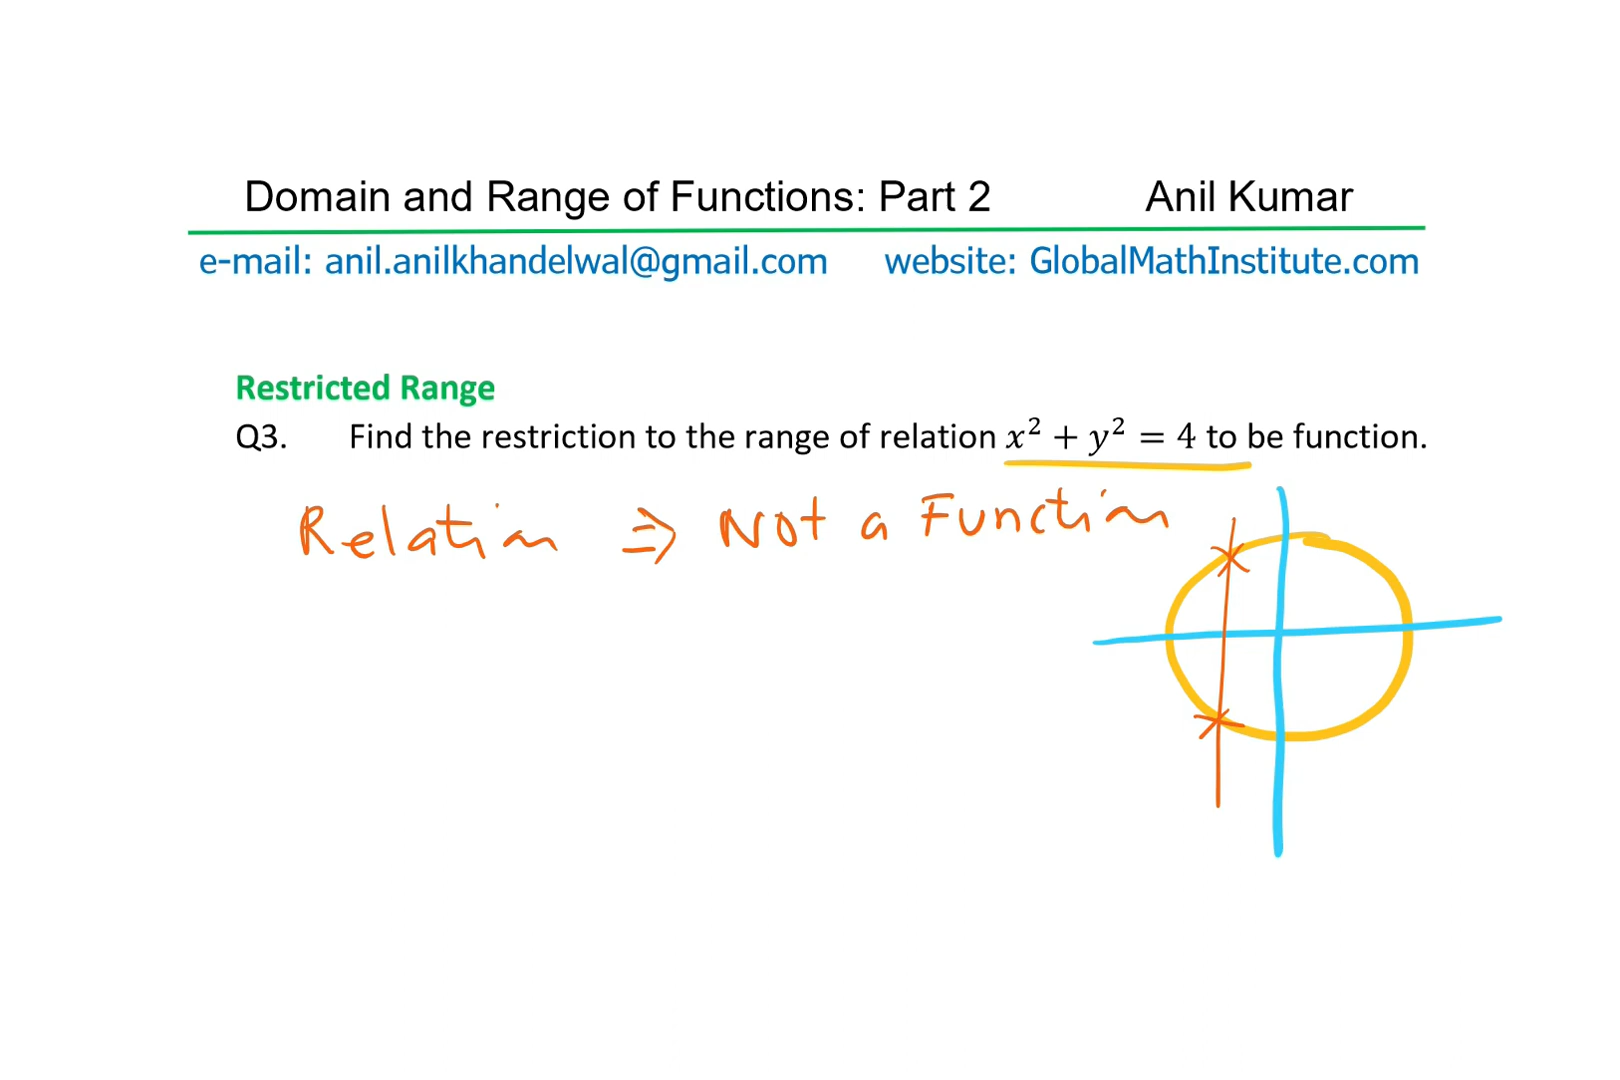 Domain and Range of Functions: Part 2 Anil Kumar
e-mail: anil.anilkhandelwal@gmail.com website: GlobalMathInstitute.com
Restricted Range
Q3. Find the restriction to the range of relation x² + y² = 4 to be function.
Relation ⇒ Not a Function